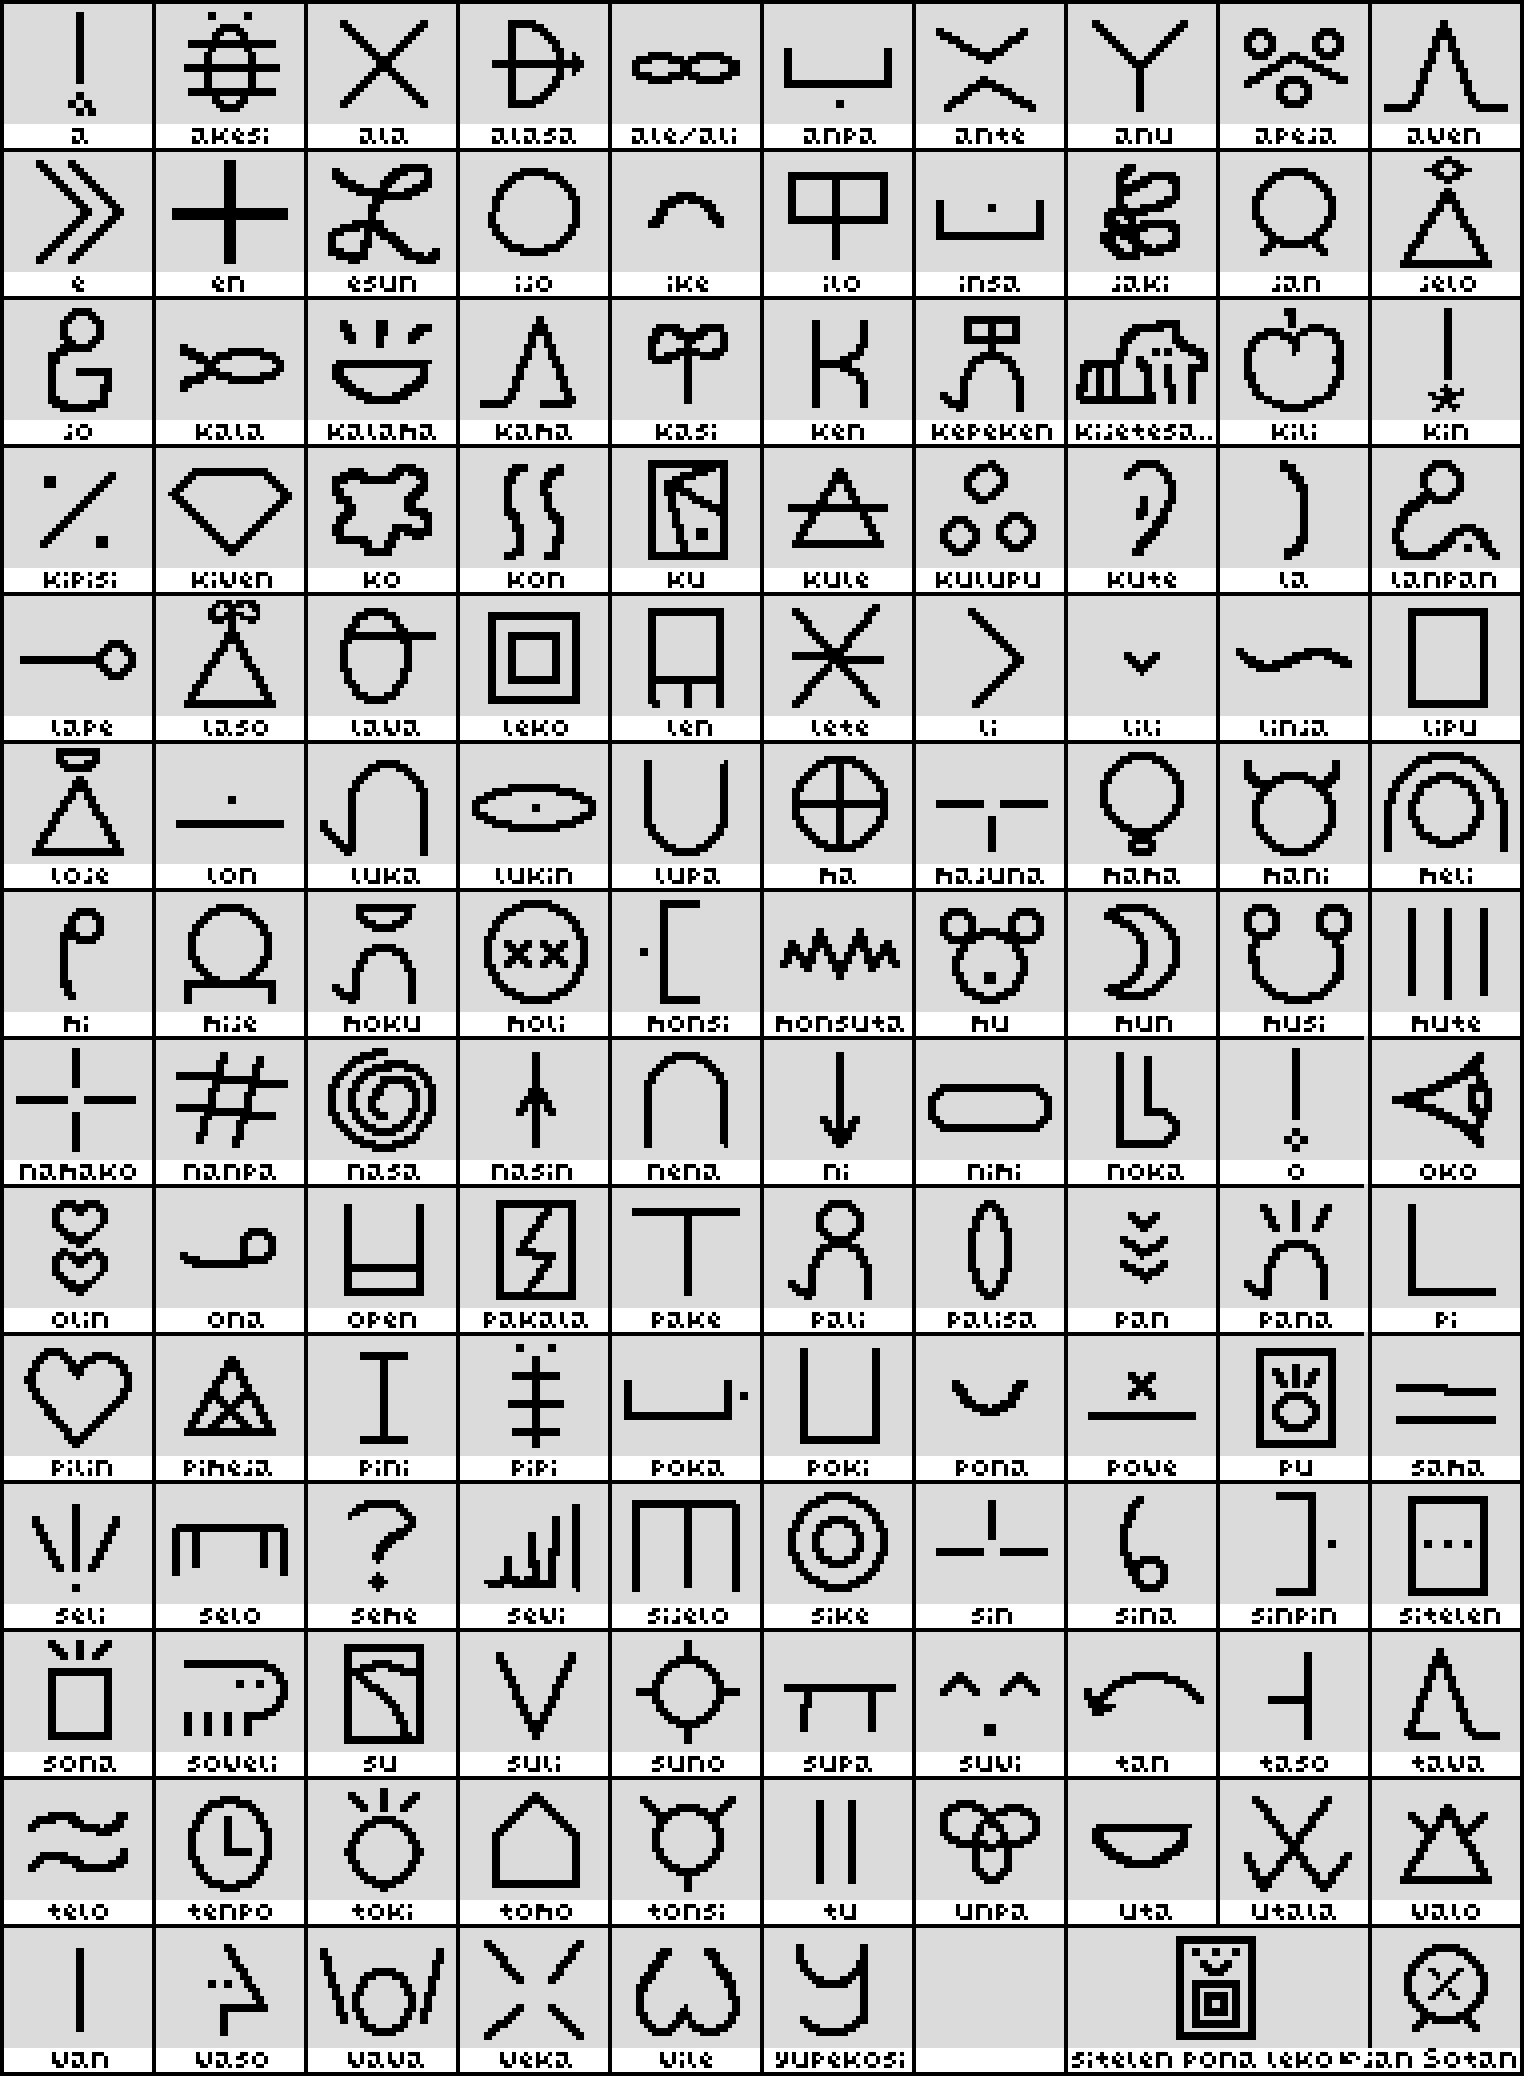 a akesi ala alasa ale/ali anpa ante anu apeja awen
e en esun ijo ike ilo insa jaki jan jelo
jo kala kalama kama kasi ken kepeken kijetesa.. kili kin
kipisi kiwen ko kon ku kule kulupu kute la lanpan
lape laso lawa leko len lete li lili linja lipu
loje lon luka lukin lupa ma majuna mama mani meli
mi mije moku moli monsi monsuta mu mun musi mute
namako nanpa nasa nasin nena ni nimi noka o oko
olin ona open pakala pake pali palisa pan pana pi
pilin pimeja pini pipi poka poki pona powe pu sama
seli selo seme sewi sijelo sike sin sina sinpin sitelen
sona soweli su suli suno supa suwi tan taso tawa
telo tenpo toki tomo tonsi tu unpa uta utala walo
wan waso wawa weka wile yupekosi sitelen pona leko jan Sotan